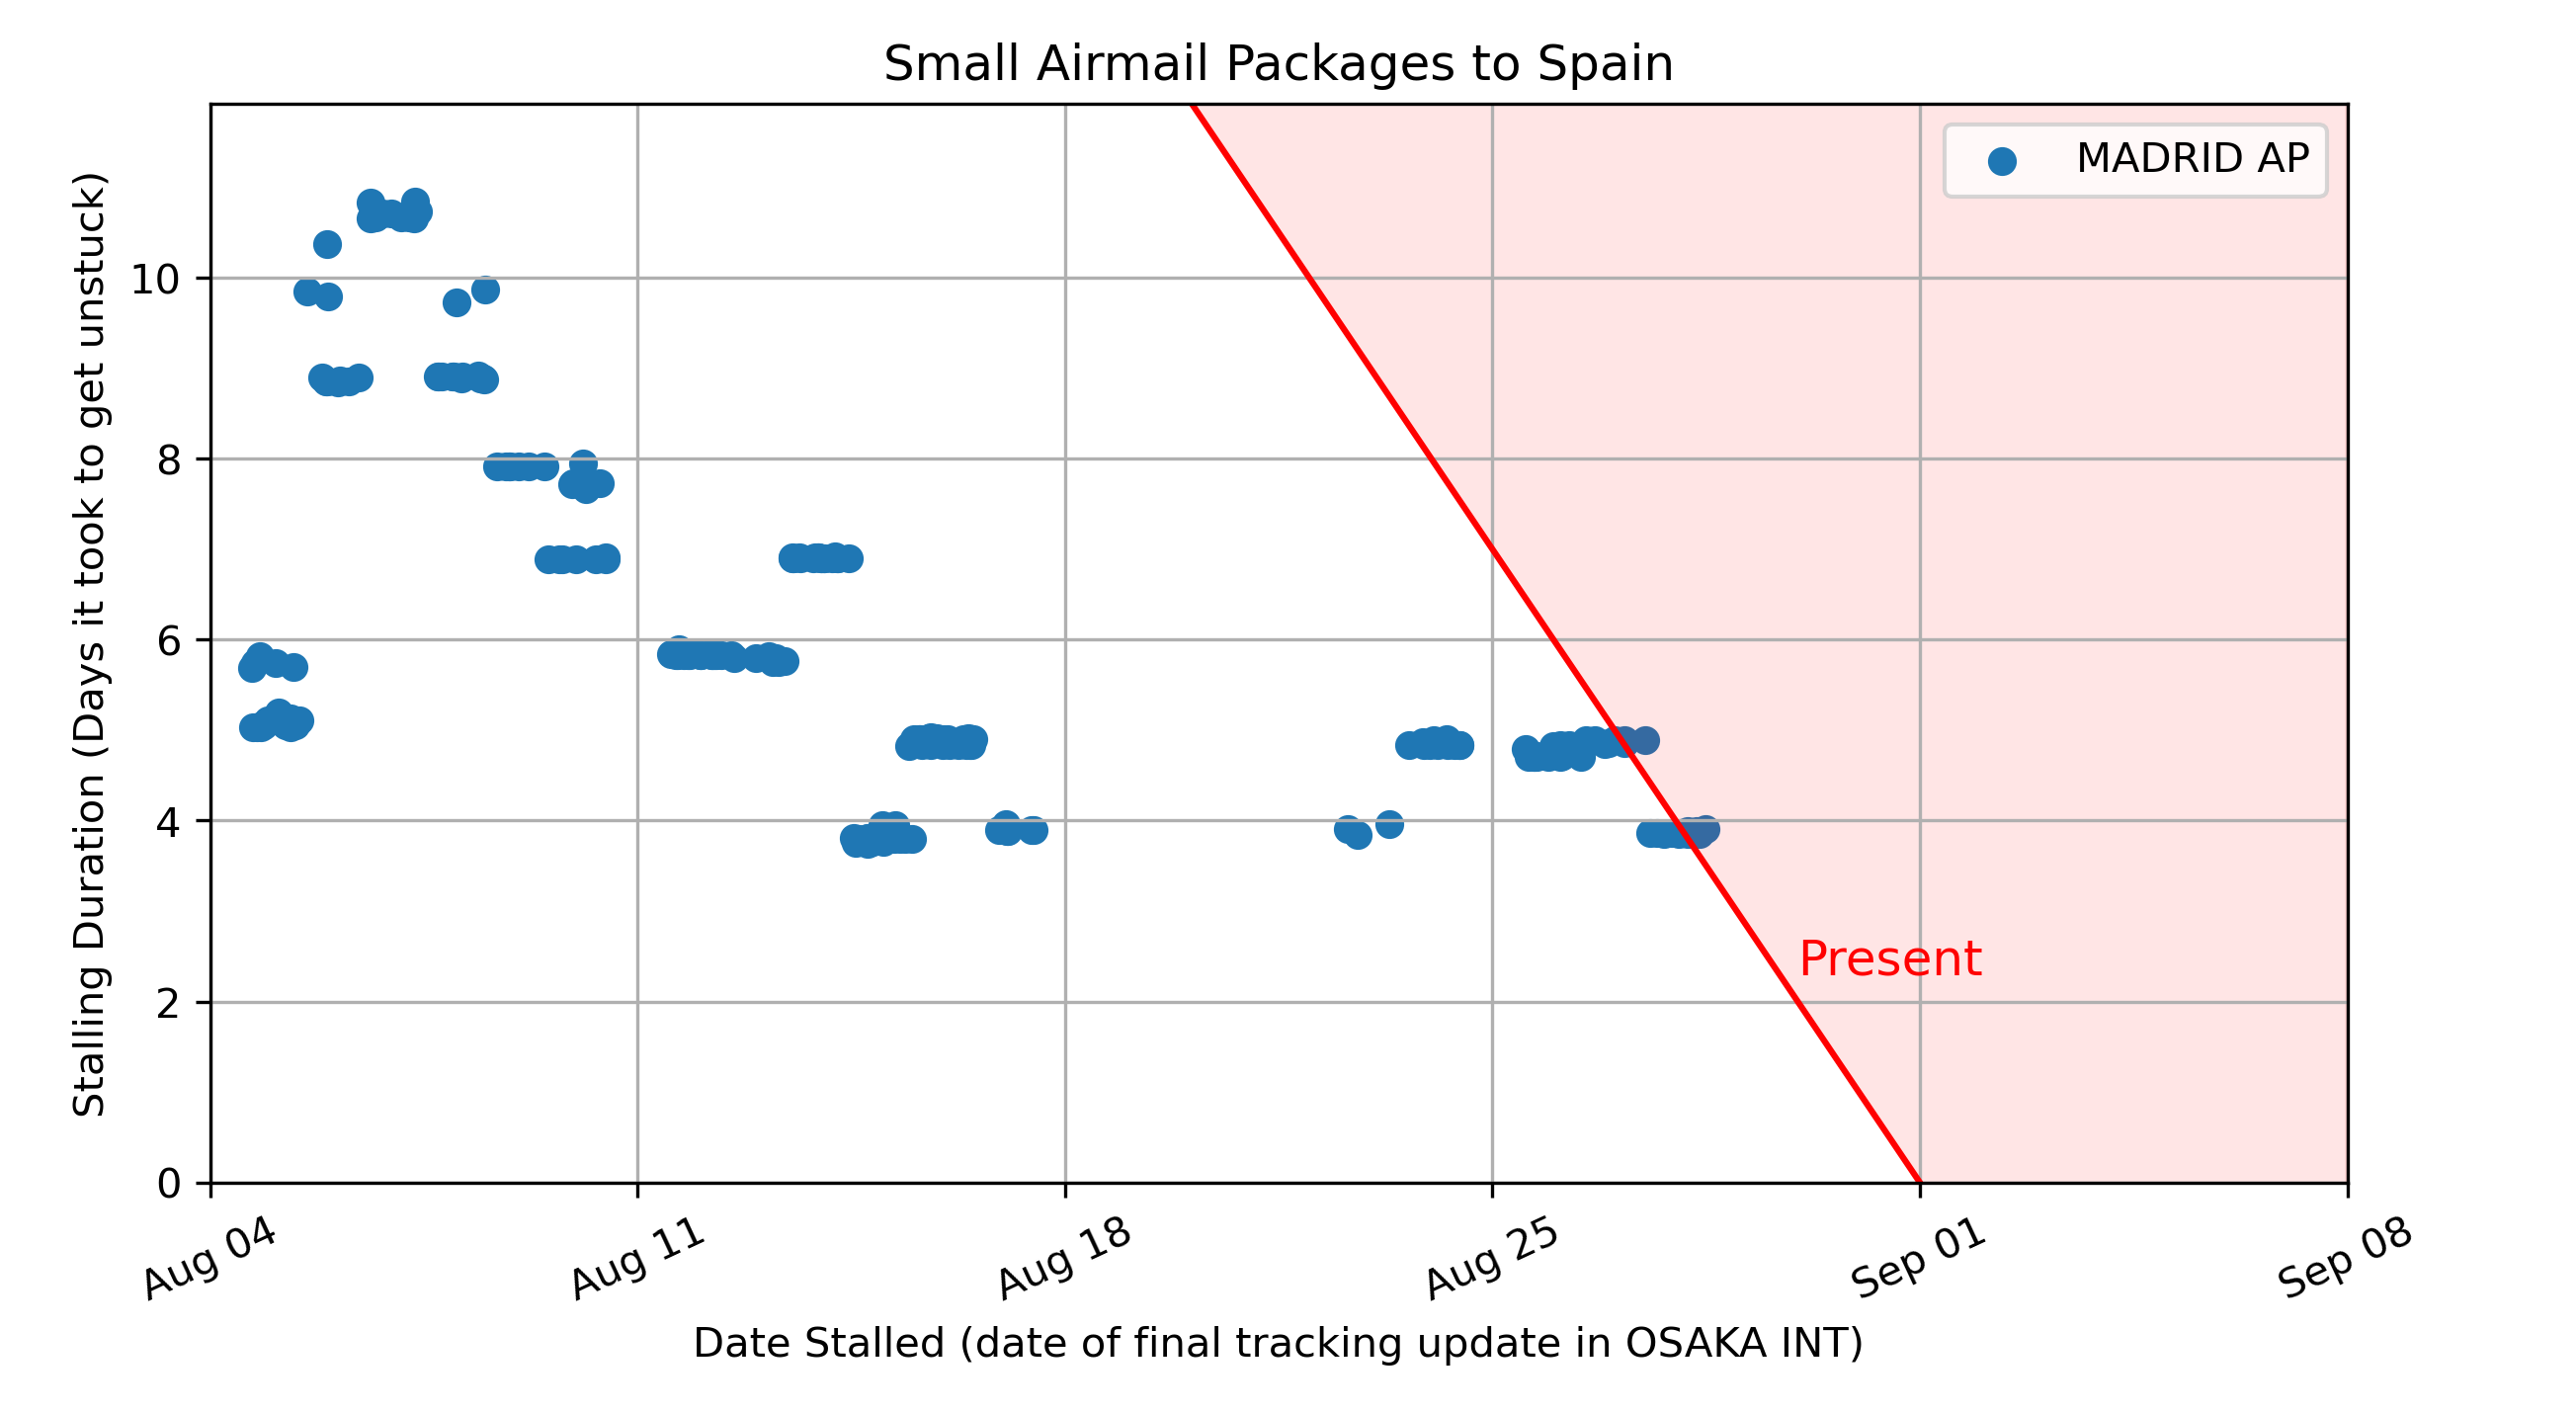 Small Airmail Packages to Spain
MADRID AP
Stalling Duration (Days it took to get unstuck)
10
8
6
4
2
0
Present
Aug 04
Aug 11
Aug 18
Aug 25
Sep 01
Sep 08
Date Stalled (date of final tracking update in OSAKA INT)